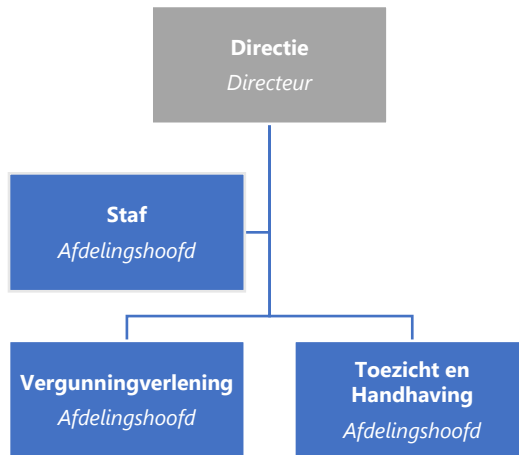 Directie
Directeur
Staf
Afdelingshoofd
Vergunningverlening
Afdelingshoofd
Toezicht en
Handhaving
Afdelingshoofd